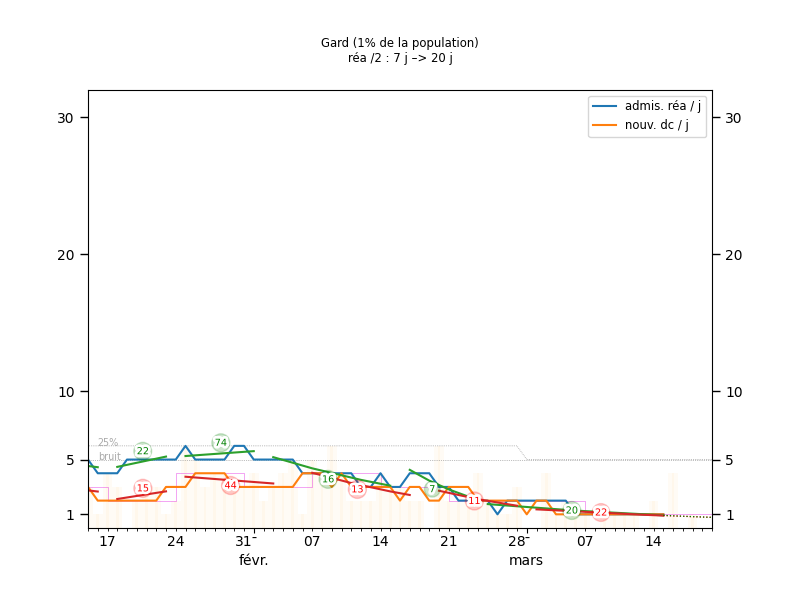 Gard (1% de la population)
réa /2 : 7 j –> 20 j
admis. réa / j
nouv. dc / j
30 30
20 20
10 10
5 5
1 1
25%
bruit
22
74
15
44
16
13
7
11
20
22
17 24 31- 07 14 21 28- 07 14
févr. mars